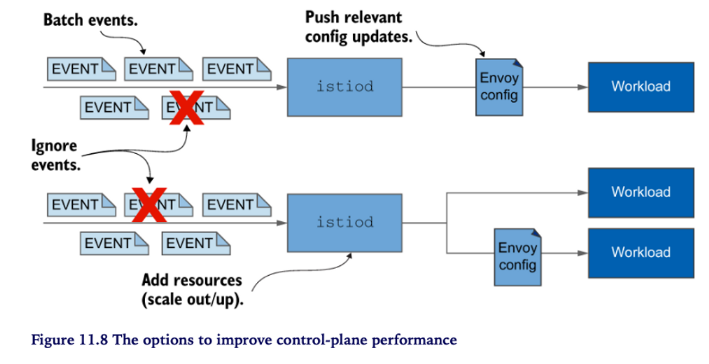 Batch events.
Push relevant
config updates.
EVENT EVENT EVENT
EVENT EVENT
istiod
Envoy
config
Workload
Ignore
events.
EVENT EVENT EVENT
EVENT EVENT
istiod
Workload
Envoy
config
Workload
Add resources
(scale out/up).
Figure 11.8 The options to improve control-plane performance